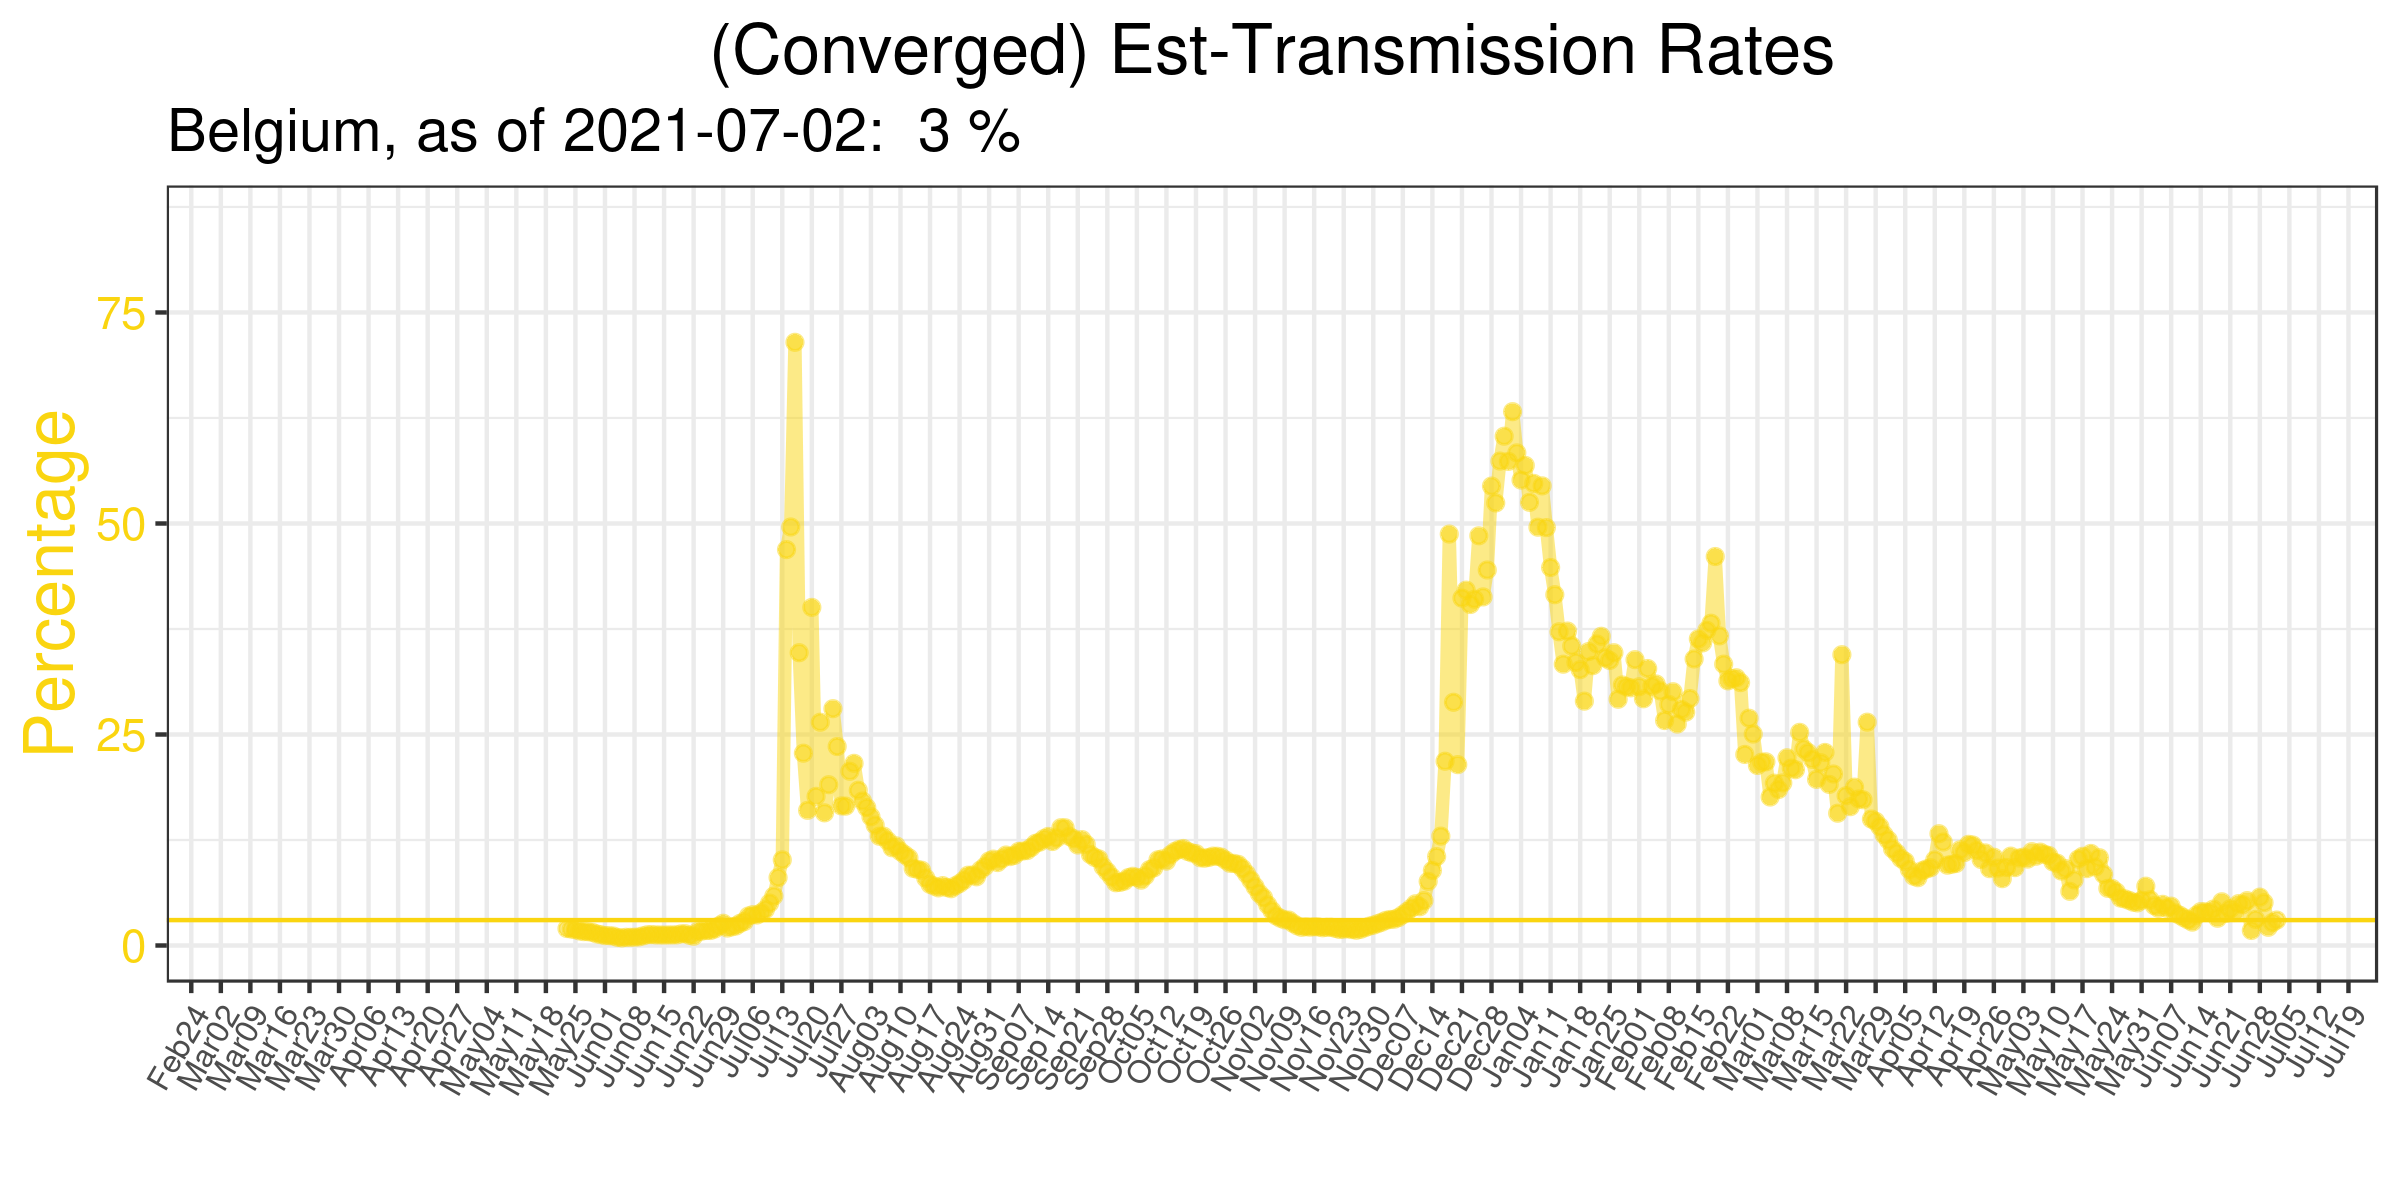 (Converged) Est-Transmission Rates
Belgium, as of 2021-07-02:  3 %
Percentage
75
50
25
0
Feb24
Mar02
Mar09
Mar16
Mar23
Mar30
Apr06
Apr13
Apr20
Apr27
May04
May11
May18
May25
Jun01
Jun08
Jun15
Jun22
Jun29
Jul06
Jul13
Jul20
Jul27
Aug03
Aug10
Aug17
Aug24
Aug31
Sep07
Sep14
Sep21
Sep28
Oct05
Oct12
Oct19
Oct26
Nov02
Nov09
Nov16
Nov23
Nov30
Dec07
Dec14
Dec21
Dec28
Jan04
Jan11
Jan18
Jan25
Feb01
Feb08
Feb15
Feb22
Mar01
Mar08
Mar15
Mar22
Mar29
Apr05
Apr12
Apr19
Apr26
May03
May10
May17
May24
May31
Jun07
Jun14
Jun21
Jun28
Jul05
Jul12
Jul19